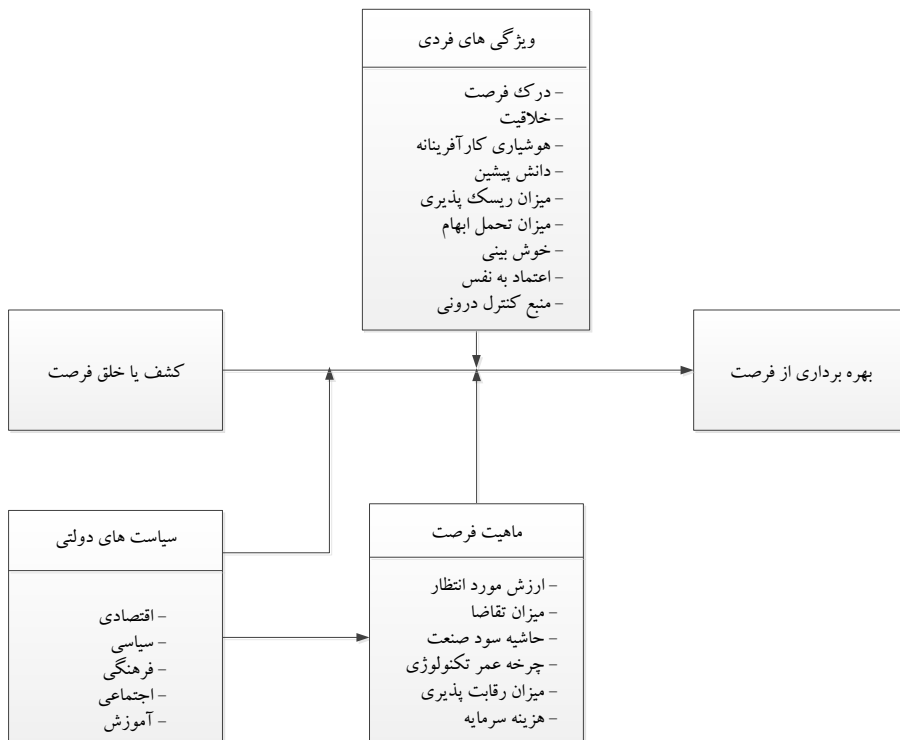 ویژگی های فردی
– درک فرصت
– خلاقیت
– هوشیاری کارآفرینانه
– دانش پیشین
– میزان ریسک پذیری
– میزان تحمل ابهام
– خوش بینی
– اعتماد به نفس
– منبع کنترل درونی
کشف یا خلق فرصت
بهره برداری از فرصت
سیاست های دولتی
– اقتصادی
– سیاسی
– فرهنگی
– اجتماعی
– آموزش
ماهیت فرصت
– ارزش مورد انتظار
– میزان تقاضا
– حاشیه سود صنعت
– چرخه عمر تکنولوژی
– میزان رقابت پذیری
– هزینه سرمایه